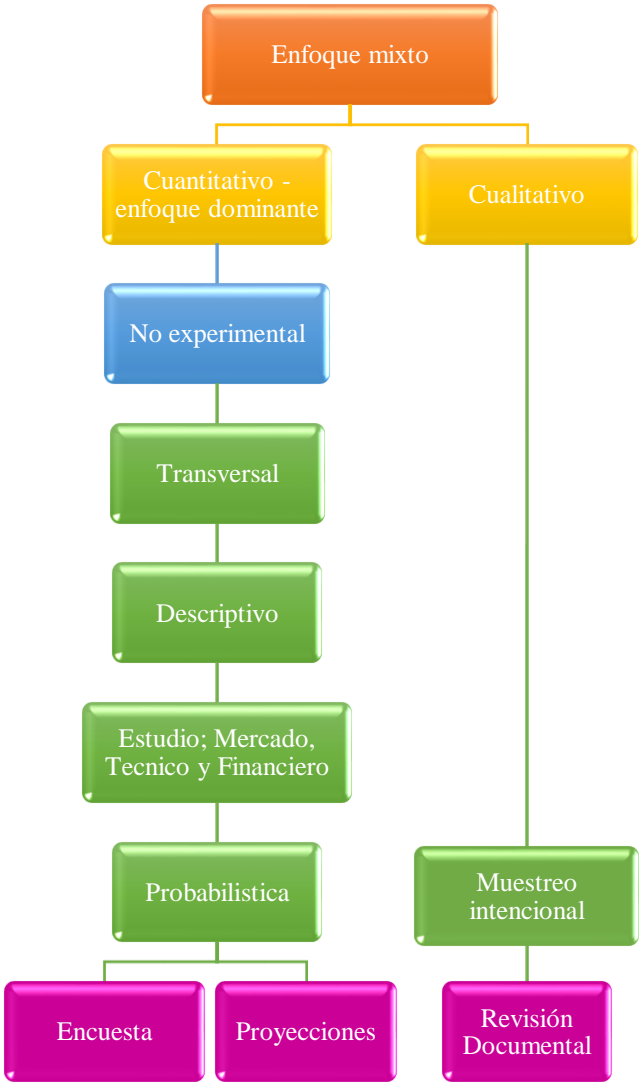 Enfoque mixto
Cuantitativo -
enfoque dominante
Cualitativo
No experimental
Transversal
Descriptivo
Estudio; Mercado,
Tecnico y Financiero
Probabilistica
Muestreo
intencional
Encuesta
Proyecciones
Revisión
Documental